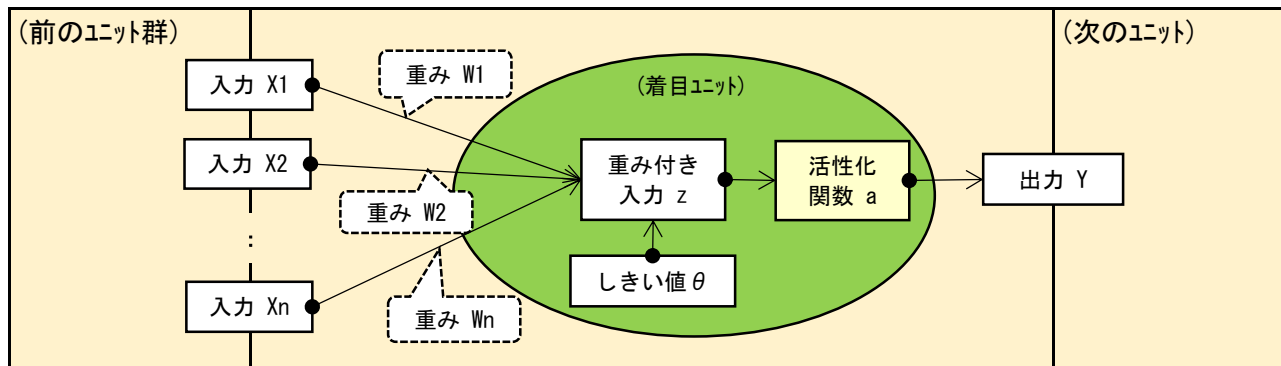 (前のﾕﾆｯﾄ群)
(次のﾕﾆｯﾄ)
入力 X1
重み W1
(着目ﾕﾆｯﾄ)
入力 X2
重み付き
入力 z
活性化
関数 a
出力 Y
重み W2
:
しきい値θ
入力 Xn
重み Wn